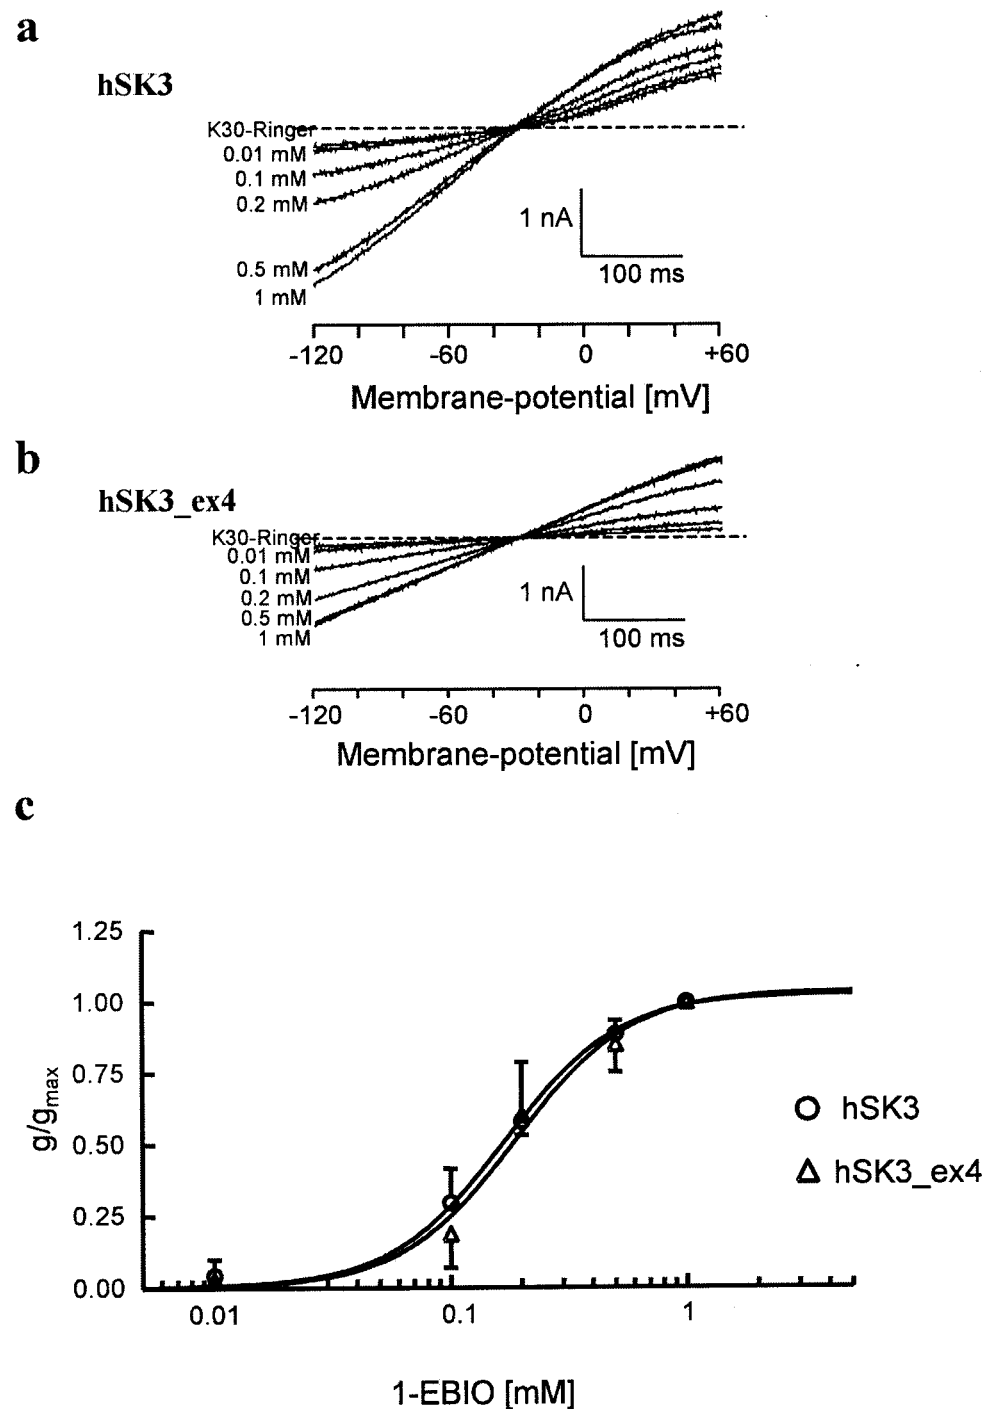 a
hSK3
K30-Ringer
0.01 mM
0.1 mM
0.2 mM
0.5 mM
1 mM
1 nA
100 ms
-120 -60 0 +60
Membrane-potential [mV]
b
hSK3_ex4
K30-Ringer
0.01 mM
0.1 mM
0.2 mM
0.5 mM
1 mM
1 nA
100 ms
-120 -60 0 +60
Membrane-potential [mV]
c
1.25
1.00
0.75
0.50
0.25
0.00
g/gmax
hSK3
hSK3_ex4
0.01 0.1 1
1-EBIO [mM]